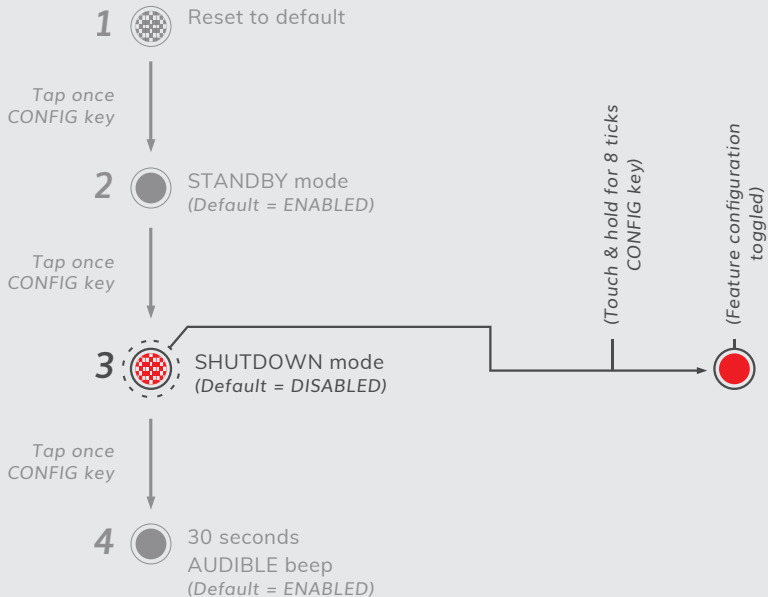 1
Reset to default
Tap once
CONFIG key
2
STANDBY mode
(Default = ENABLED)
Tap once
CONFIG key
3
SHUTDOWN mode
(Default = DISABLED)
(Touch & hold for 8 ticks
CONFIG key)
(Feature configuration
toggled)
Tap once
CONFIG key
4
30 seconds
AUDIBLE beep
(Default = ENABLED)